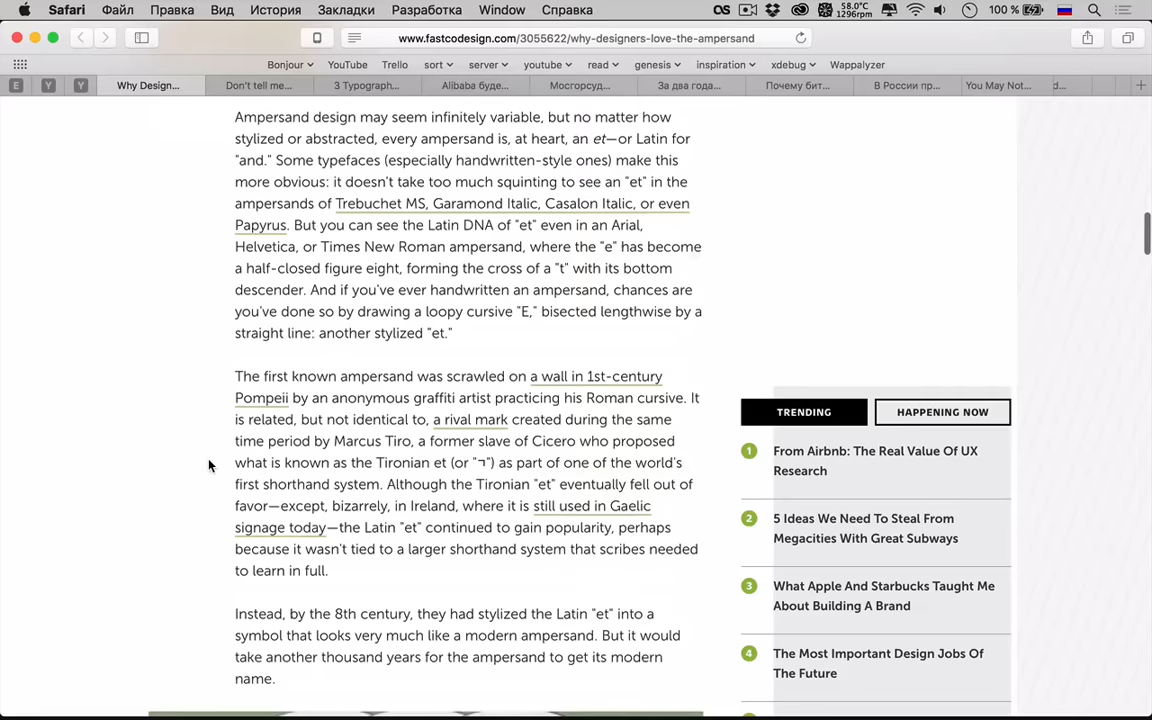 Safari Файл Правка Вид История Закладки Разработка Window Справка 58.0°C 1296rpm 100 %
www.fastcodesign.com/3055622/why-designers-love-the-ampersand
Bonjour YouTube Trello sort server youtube read genesis inspiration xdebug Wappalyzer
E Y Y Why Design... Don't tell me... 3 Typograph... Alibaba буде... Мосгорсуд... За два года... Почему бит... В России пр... You May Not... d...
Ampersand design may seem infinitely variable, but no matter how
stylized or abstracted, every ampersand is, at heart, an et—or Latin for
"and." Some typefaces (especially handwritten-style ones) make this
more obvious: it doesn't take too much squinting to see an "et" in the
ampersands of Trebuchet MS, Garamond Italic, Casalon Italic, or even
Papyrus. But you can see the Latin DNA of "et" even in an Arial,
Helvetica, or Times New Roman ampersand, where the "e" has become
a half-closed figure eight, forming the cross of a "t" with its bottom
descender. And if you've ever handwritten an ampersand, chances are
you've done so by drawing a loopy cursive "E," bisected lengthwise by a
straight line: another stylized "et."
The first known ampersand was scrawled on a wall in 1st-century
Pompeii by an anonymous graffiti artist practicing his Roman cursive. It
is related, but not identical to, a rival mark created during the same
time period by Marcus Tiro, a former slave of Cicero who proposed
what is known as the Tironian et (or "¬") as part of one of the world's
first shorthand system. Although the Tironian "et" eventually fell out of
favor—except, bizarrely, in Ireland, where it is still used in Gaelic
signage today—the Latin "et" continued to gain popularity, perhaps
because it wasn't tied to a larger shorthand system that scribes needed
to learn in full.
Instead, by the 8th century, they had stylized the Latin "et" into a
symbol that looks very much like a modern ampersand. But it would
take another thousand years for the ampersand to get its modern
name.
TRENDING HAPPENING NOW
1 From Airbnb: The Real Value Of UX
Research
2 5 Ideas We Need To Steal From
Megacities With Great Subways
3 What Apple And Starbucks Taught Me
About Building A Brand
4 The Most Important Design Jobs Of
The Future